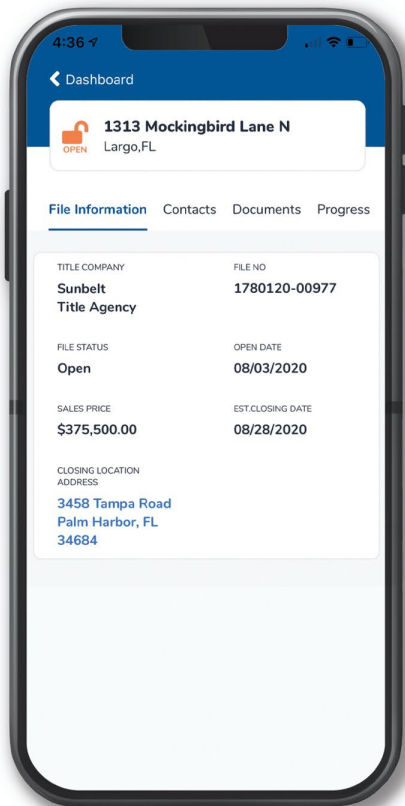 4:36
Dashboard
1313 Mockingbird Lane N
OPEN
Largo,FL
File Information Contacts Documents Progress
TITLE COMPANY FILE NO
Sunbelt 1780120-00977
Title Agency
FILE STATUS OPEN DATE
Open 08/03/2020
SALES PRICE EST.CLOSING DATE
$375,500.00 08/28/2020
CLOSING LOCATION
ADDRESS
3458 Tampa Road
Palm Harbor, FL
34684